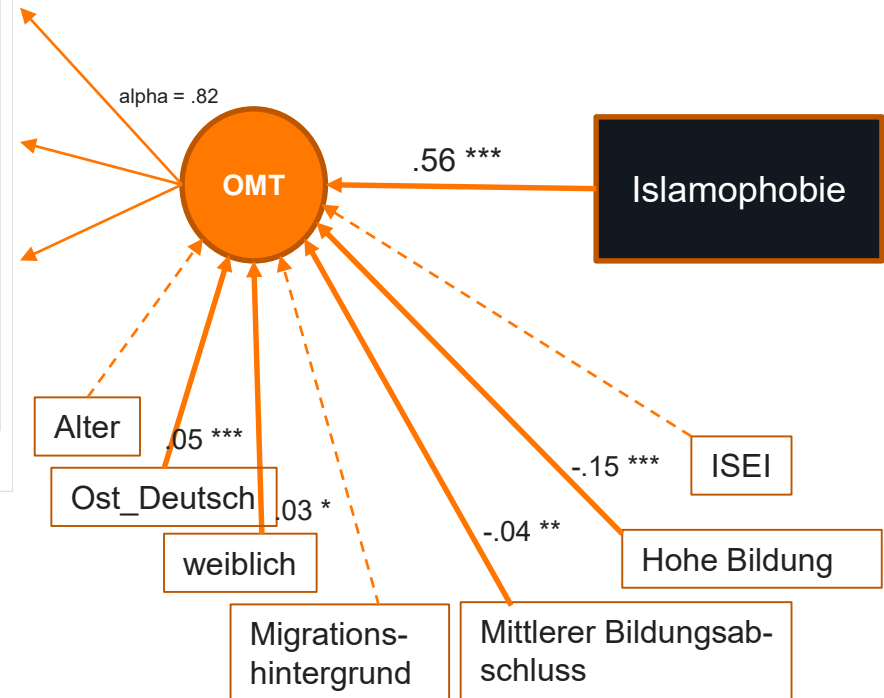 alpha = .82
OMT
.56 ***
Islamophobie
Alter
.05 ***
Ost_Deutsch
.03 *
weiblich
Migrations-
hintergrund
-.04 **
Mittlerer Bildungsab-
schluss
-.15 ***
Hohe Bildung
ISEI